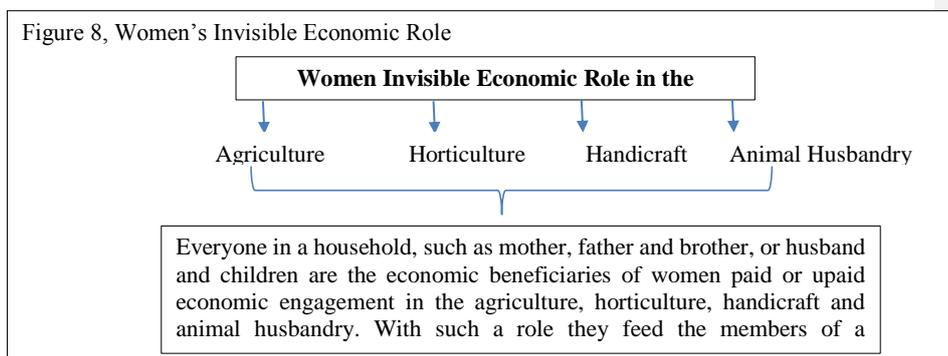 Figure 8, Women’s Invisible Economic Role
Women Invisible Economic Role in the
Agriculture Horticulture Handicraft Animal Husbandry
Everyone in a household, such as mother, father and brother, or husband
and children are the economic beneficiaries of women paid or upaid
economic engagement in the agriculture, horticulture, handicraft and
animal husbandry. With such a role they feed the members of a